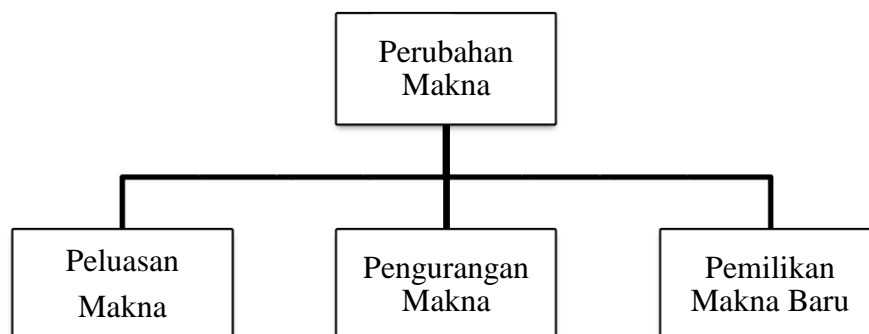 Perubahan
Makna
Peluasan
Makna
Pengurangan
Makna
Pemilikan
Makna Baru